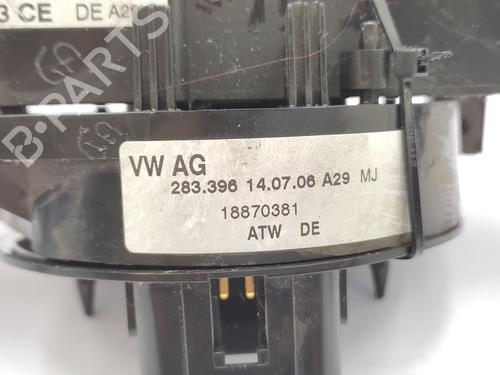 3 CE DE A29
B-PARTS
VW AG
283.396 14.07.06 A29 MJ
18870381
ATW DE